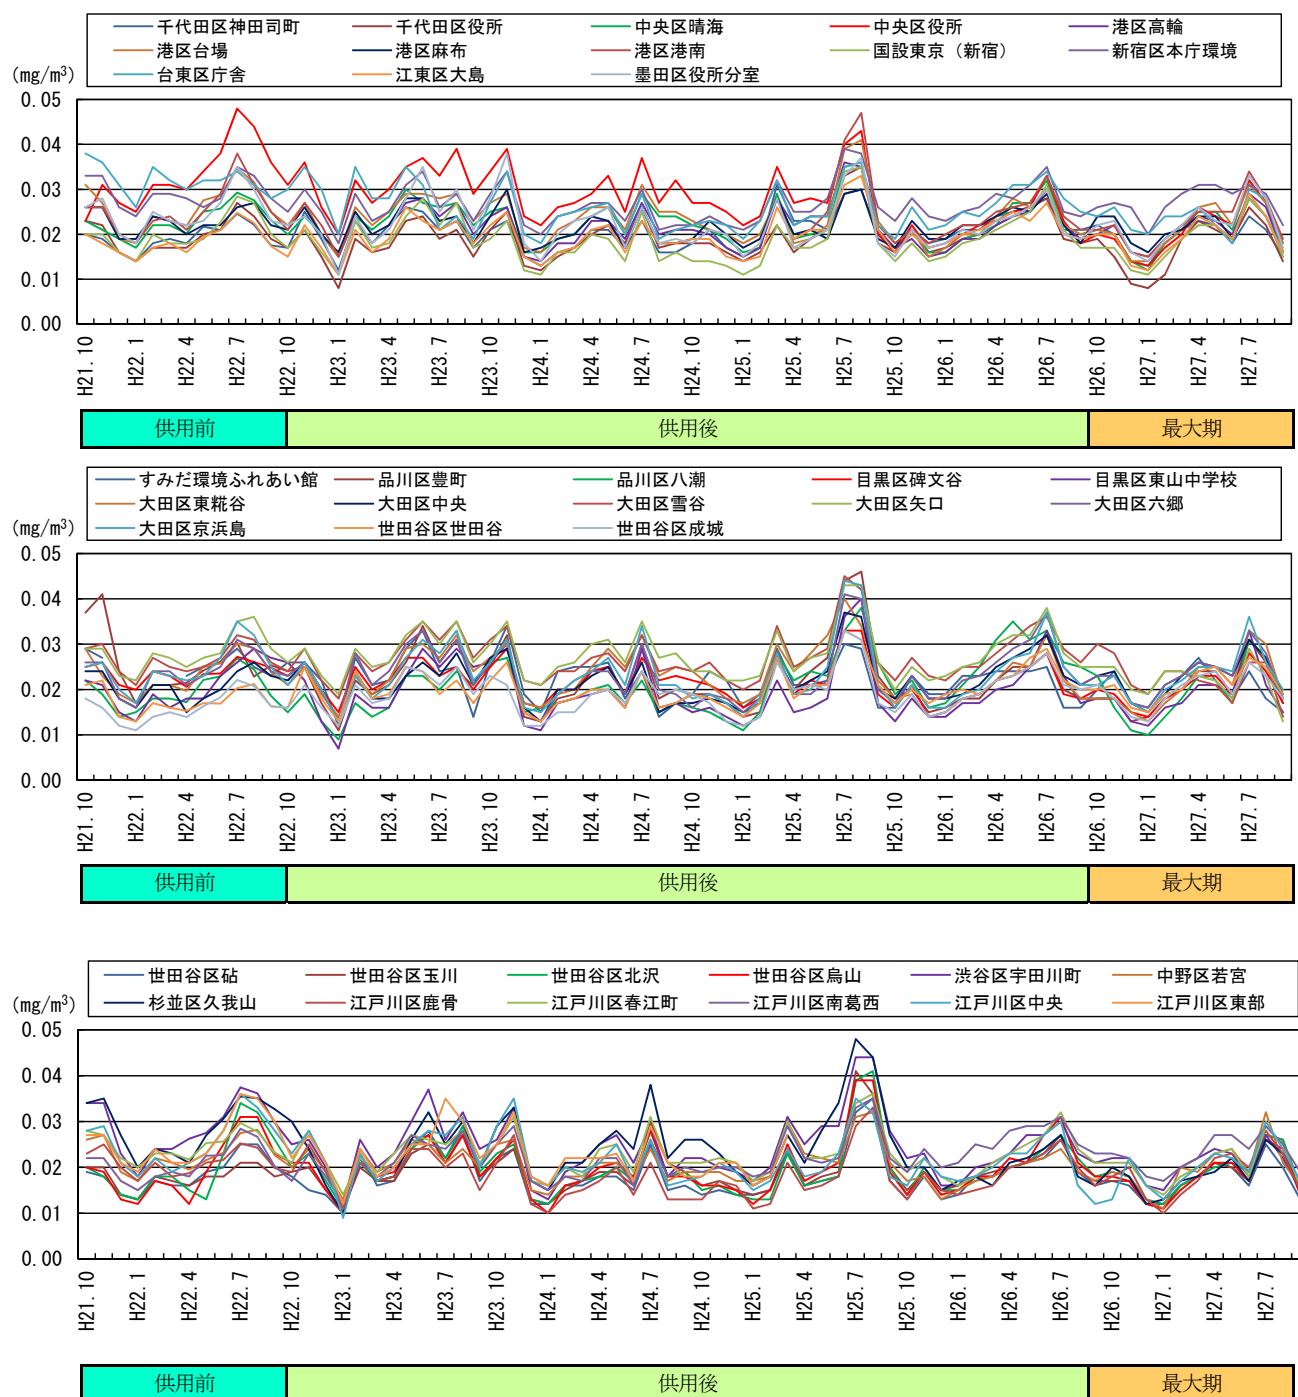 千代田区神田司町 千代田区役所 中央区晴海 中央区役所 港区高輪
港区台場 港区麻布 港区港南 国設東京（新宿） 新宿区本庁環境
台東区庁舎 江東区大島 墨田区役所分室
(mg/m³)
0.05
0.04
0.03
0.02
0.01
0.00
H21.10 H22.1 H22.4 H22.7 H22.10 H23.1 H23.4 H23.7 H23.10 H24.1 H24.4 H24.7 H24.10 H25.1 H25.4 H25.7 H25.10 H26.1 H26.4 H26.7 H26.10 H27.1 H27.4 H27.7
供用前 供用後 最大期
すみだ環境ふれあい館 品川区豊町 品川区八潮 目黒区碑文谷 目黒区東山中学校
大田区東糀谷 大田区中央 大田区雪谷 大田区矢口 大田区六郷
大田区京浜島 世田谷区世田谷 世田谷区成城
(mg/m³)
0.05
0.04
0.03
0.02
0.01
0.00
H21.10 H22.1 H22.4 H22.7 H22.10 H23.1 H23.4 H23.7 H23.10 H24.1 H24.4 H24.7 H24.10 H25.1 H25.4 H25.7 H25.10 H26.1 H26.4 H26.7 H26.10 H27.1 H27.4 H27.7
供用前 供用後 最大期
世田谷区砧 世田谷区玉川 世田谷区北沢 世田谷区烏山 渋谷区宇田川町 中野区若宮
杉並区久我山 江戸川区鹿骨 江戸川区春江町 江戸川区南葛西 江戸川区中央 江戸川区東部
(mg/m³)
0.05
0.04
0.03
0.02
0.01
0.00
H21.10 H22.1 H22.4 H22.7 H22.10 H23.1 H23.4 H23.7 H23.10 H24.1 H24.4 H24.7 H24.10 H25.1 H25.4 H25.7 H25.10 H26.1 H26.4 H26.7 H26.10 H27.1 H27.4 H27.7
供用前 供用後 最大期